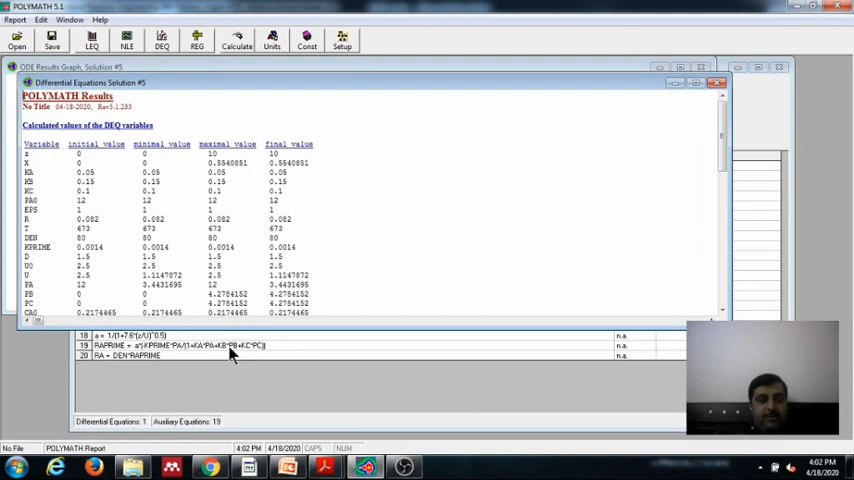 POLYMATH 5.1
Report Edit Window Help
Open Save LEQ NLE DEQ REG Calculate Units Const Setup
ODE Results Graph, Solution #5
Differential Equations Solution #5
POLYMATH Results
No Title 04-18-2020, Rev5.1.233
Calculated values of the DEQ variables
Variable initial value minimal value maximal value final value
z 0 0 10 10
X 0 0 0.5540851 0.5540851
KA 0.05 0.05 0.05 0.05
KB 0.15 0.15 0.15 0.15
KC 0.1 0.1 0.1 0.1
PA0 12 12 12 12
EPS 1 1 1 1
R 0.082 0.082 0.082 0.082
T 673 673 673 673
DEN 80 80 80 80
KPRIME 0.0014 0.0014 0.0014 0.0014
D 1.5 1.5 1.5 1.5
U0 2.5 2.5 2.5 2.5
U 2.5 1.1147872 2.5 1.1147872
PA 12 3.4431695 12 3.4431695
PB 0 0 4.2784152 4.2784152
PC 0 0 4.2784152 4.2784152
CA0 0.2174465 0.2174465 0.2174465 0.2174465
18 a = 1/(1+7.6*(z/U)^0.5) n.a.
19 RAPRIME = a*(-KPRIME*PA/(1+KA*PA+KB*PB+KC*PC)) n.a.
20 RA = DEN*RAPRIME n.a.
Differential Equations: 1 Auxiliary Equations: 19
No File POLYMATH Report 4:02 PM 4/18/2020 CAPS NUM
4:02 PM
4/18/2020